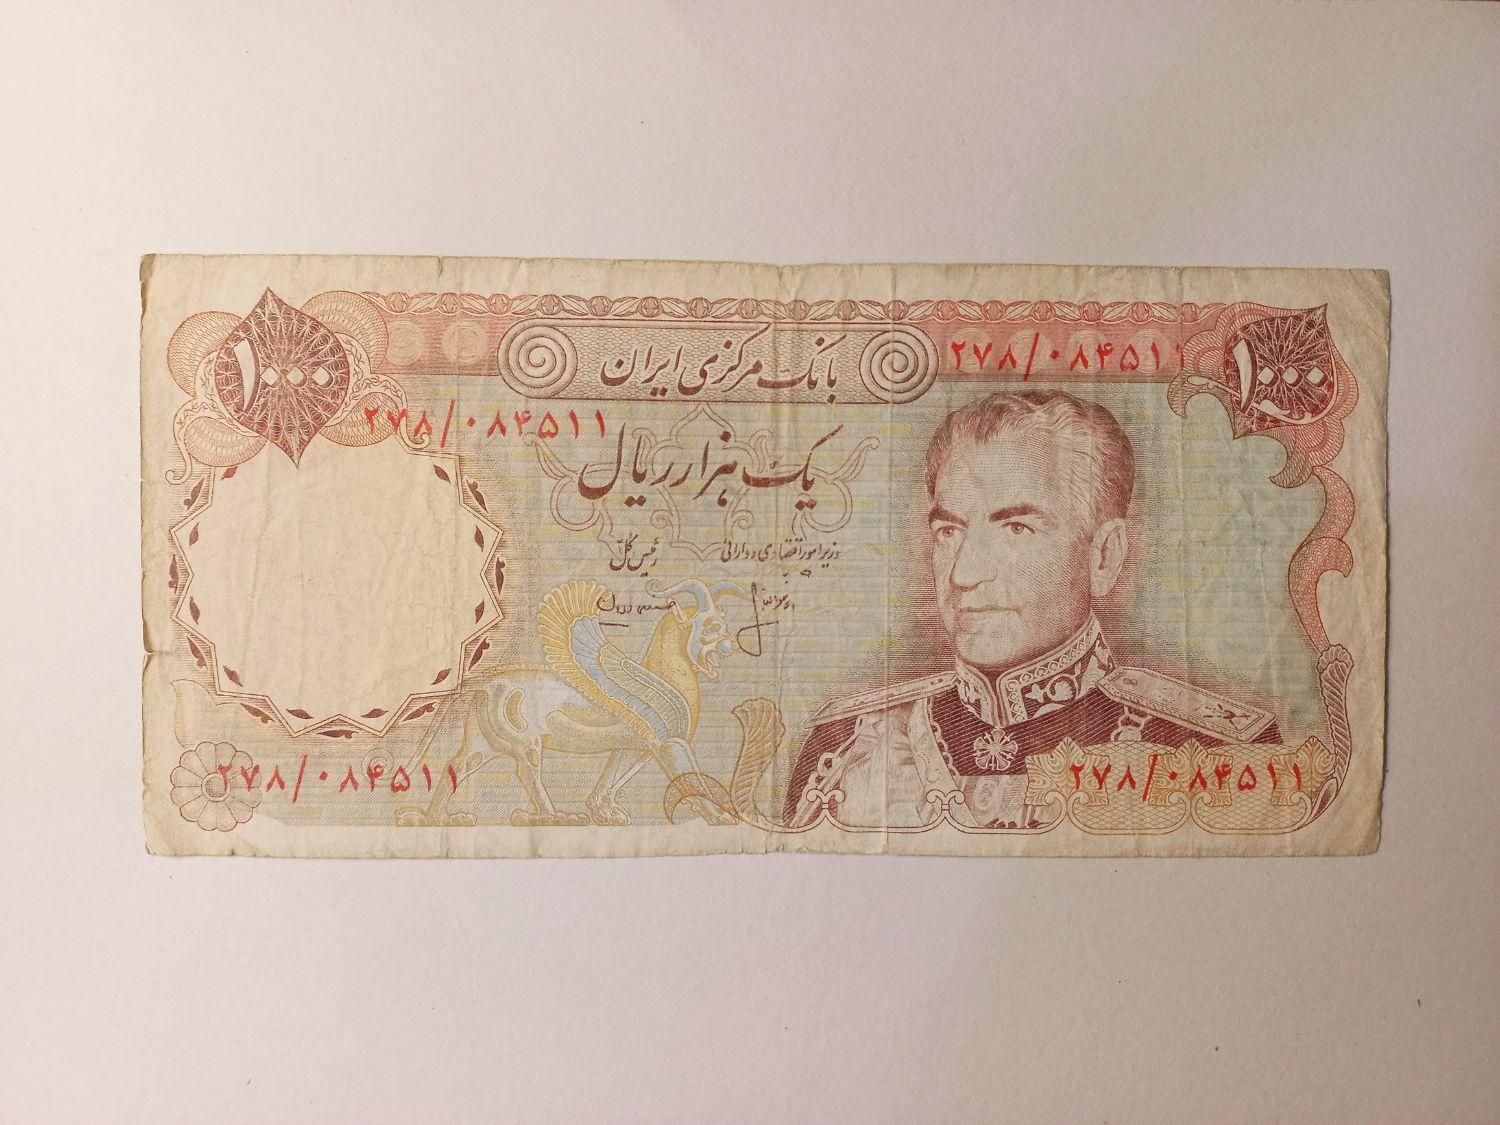 بانک مرکزی ایران
۲۷۸/۰۸۴۵۱۱
۱۰۰۰
۱۰۰۰
۲۷۸/۰۸۴۵۱۱
یک هزار ریال
وزیر امور اقتصادی و دارائی
رئیس کل
۲۷۸/۰۸۴۵۱۱
۲۷۸/۰۸۴۵۱۱